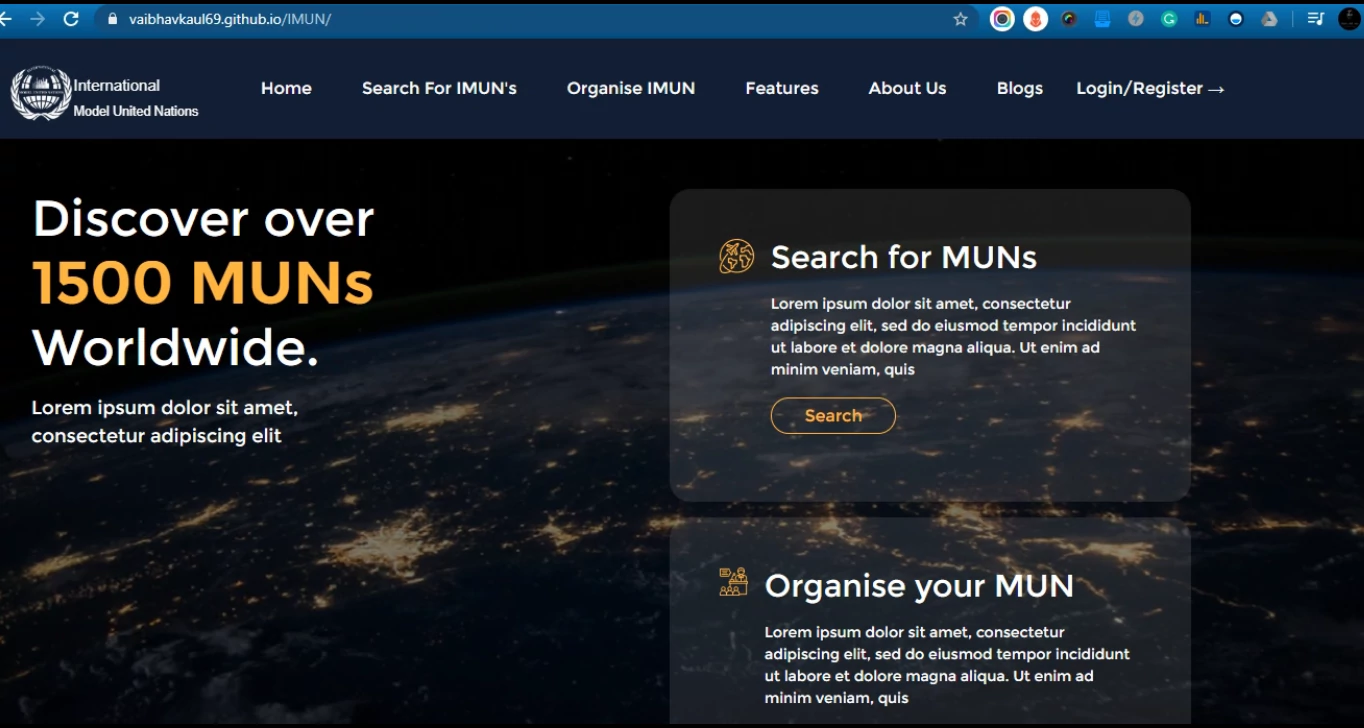 vaibhavkaul69.github.io/IMUN/
International
Model United Nations
Home
Search For IMUN's
Organise IMUN
Features
About Us
Blogs
Login/Register →
Discover over
1500 MUNs
Worldwide.
Lorem ipsum dolor sit amet,
consectetur adipiscing elit
Search for MUNs
Lorem ipsum dolor sit amet, consectetur
adipiscing elit, sed do eiusmod tempor incididunt
ut labore et dolore magna aliqua. Ut enim ad
minim veniam, quis
Search
Organise your MUN
Lorem ipsum dolor sit amet, consectetur
adipiscing elit, sed do eiusmod tempor incididunt
ut labore et dolore magna aliqua. Ut enim ad
minim veniam, quis